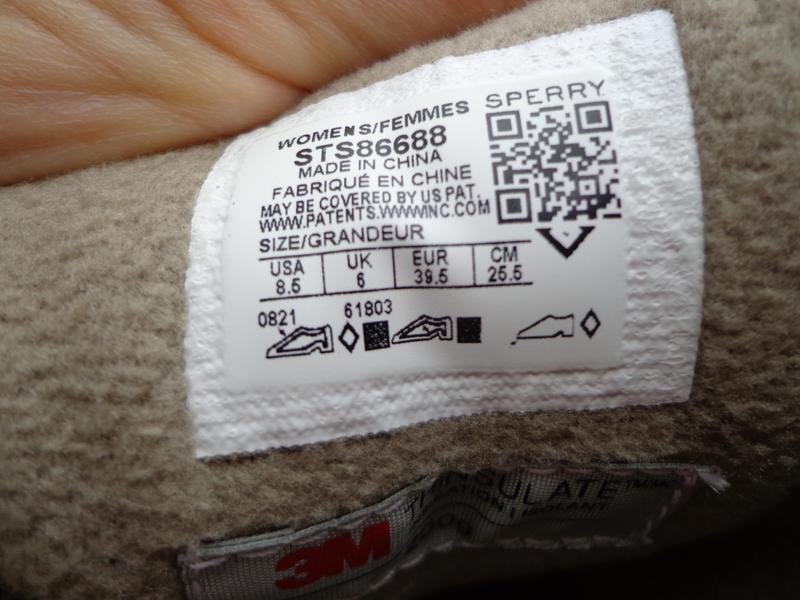 WOMENS/FEMMES SPERRY
STS86688
MADE IN CHINA
FABRIQUÉ EN CHINE
MAY BE COVERED BY US PAT.
WWW.PATENTS.WWWINC.COM
SIZE/GRANDEUR
USA UK EUR CM
8.5 6 39.5 25.5
0821 61803
3M